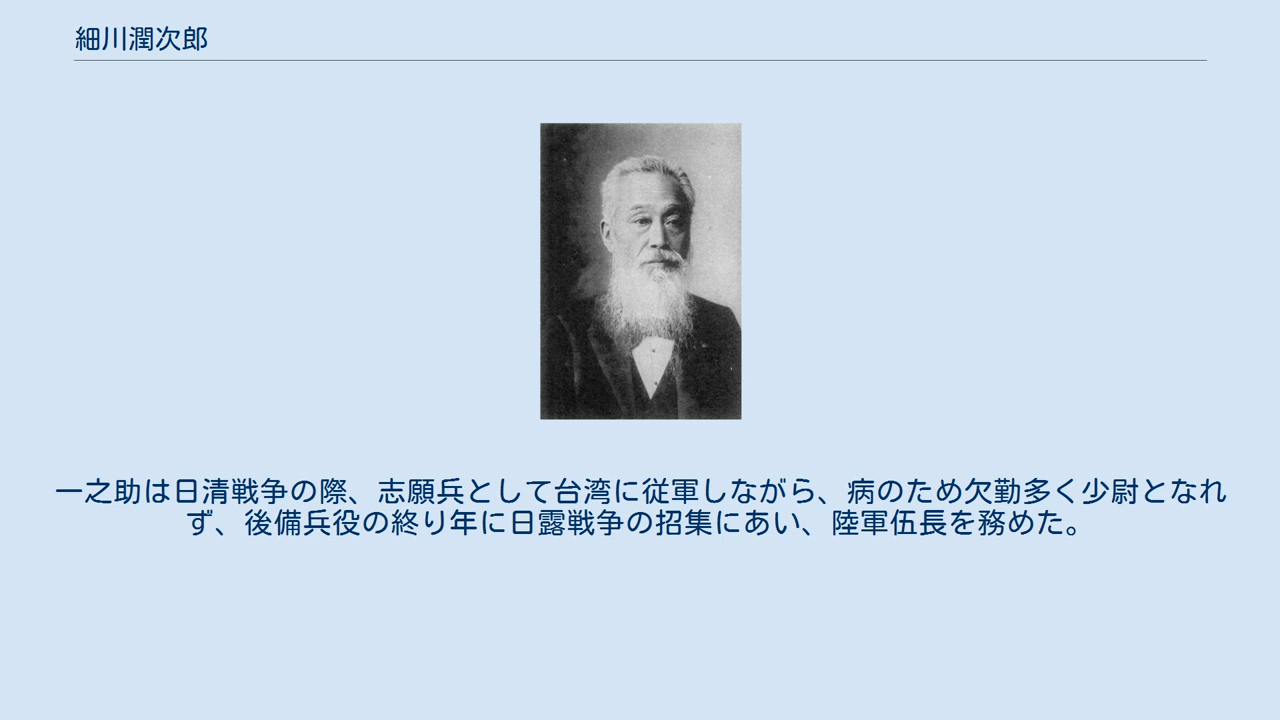 細川潤次郎
一之助は日清戦争の際、志願兵として台湾に従軍しながら、病のため欠勤多く少尉となれ
ず、後備兵役の終り年に日露戦争の招集にあい、陸軍伍長を務めた。